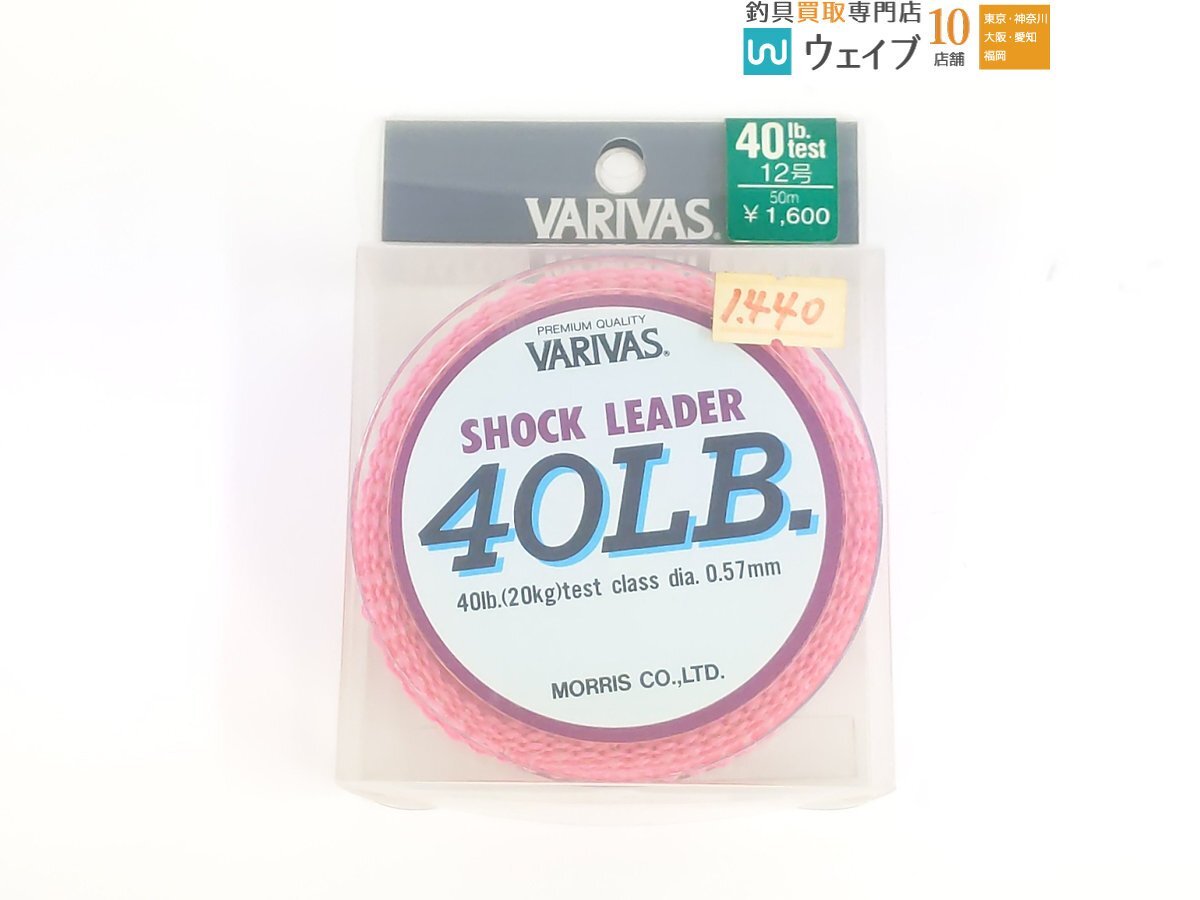 釣具買取専門店
ウェイブ
10
店舗
東京・神奈川
大阪・愛知
福岡
40 lb. test
12号
50m
¥1,600
VARIVAS.
1.440
PREMIUM QUALITY
VARIVAS®
SHOCK LEADER
40LB.
40lb.(20kg)test class dia. 0.57mm
MORRIS CO.,LTD.